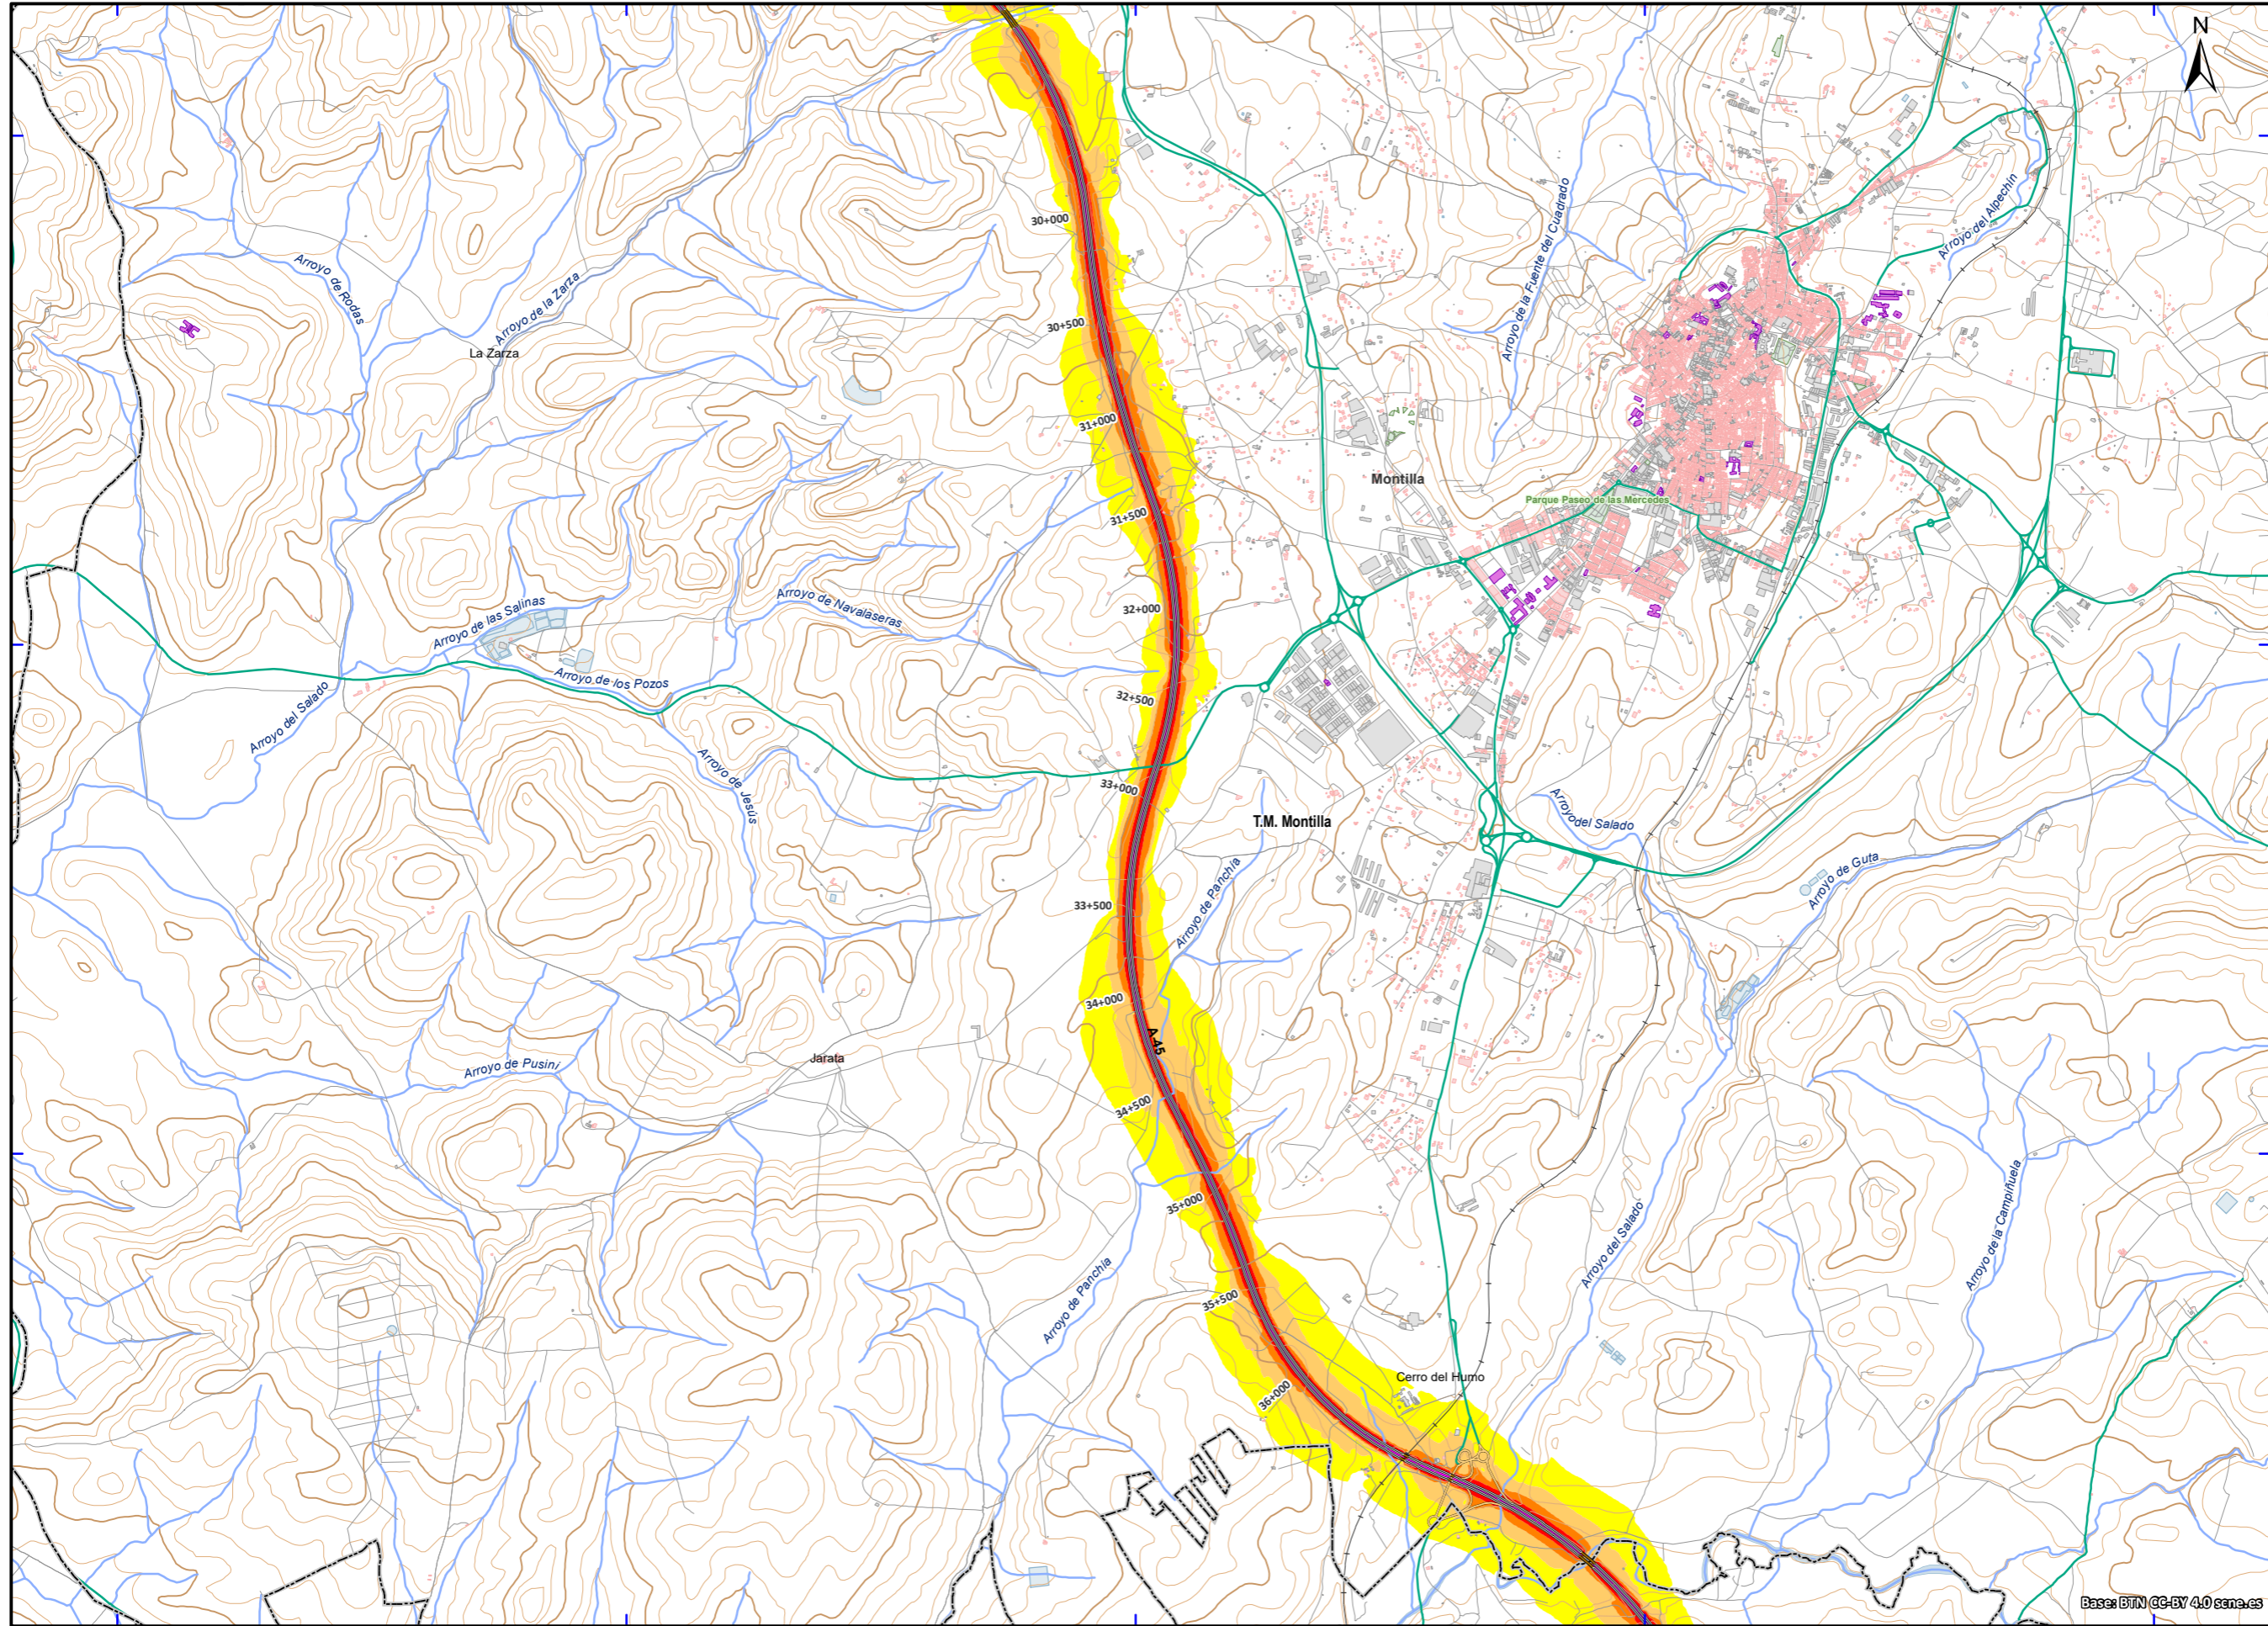 N
30+000
Arroyo de la Fuente del Cuadrado
Arroyo del Alpechín
Arroyo de Rodas
Arroyo de la Zarza
La Zarza
30+500
31+000
Montilla
Parque Paseo de las Mercedes
31+500
32+000
Arroyo de las Salinas
Arroyo de Navalaseras
Arroyo de los Pozos
32+500
Arroyo del Salado
Arroyo de Jesús
33+000
T.M. Montilla
Arroyo del Salado
Arroyo de Guta
33+500
Arroyo de Panchía
34+000
A-45
Jarata
Arroyo de Pusiní
34+500
35+000
Arroyo del Salado
Arroyo de la Campiñuela
Arroyo de Panchía
35+500
36+000
Cerro del Humo
Base: BTN CC-BY 4.0 scne.es